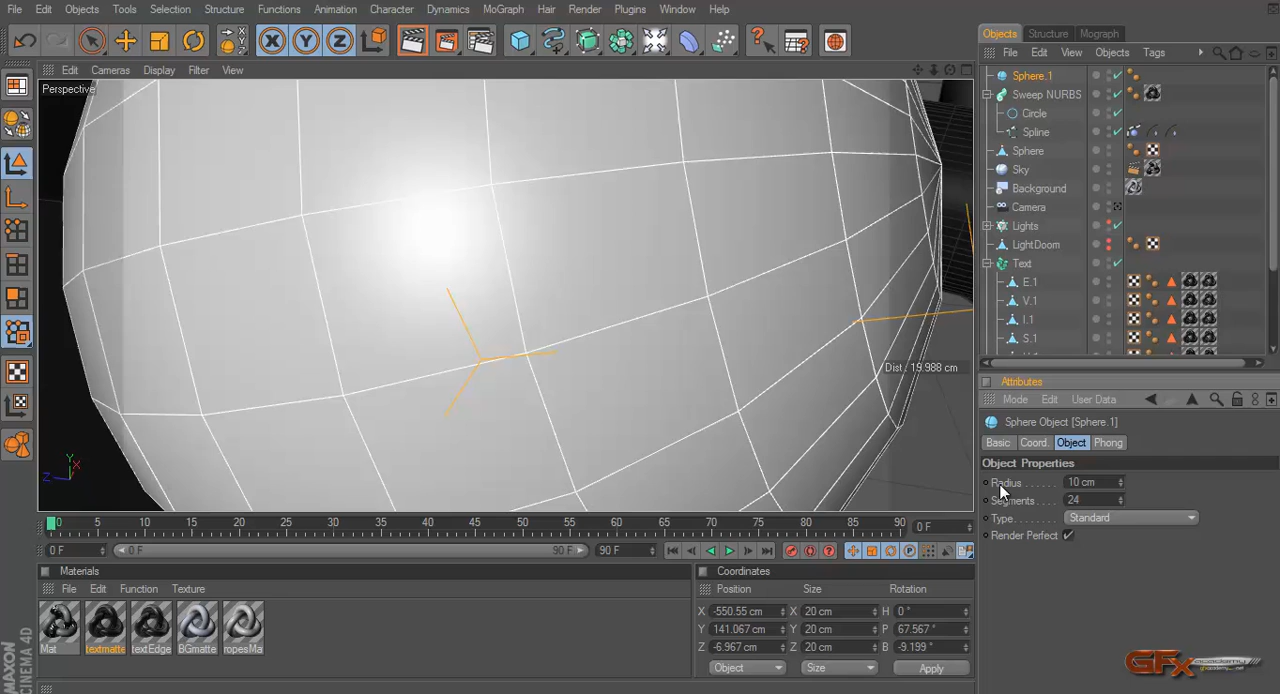 File Edit Objects Tools Selection Structure Functions Animation Character Dynamics MoGraph Hair Render Plugins Window Help
Edit Cameras Display Filter View
Perspective
Dist : 19.988 cm
Objects Structure Mograph
File Edit View Objects Tags
Sphere.1
Sweep NURBS
Circle
Spline
Sphere
Sky
Background
Camera
Lights
LightDoom
Text
E.1
V.1
I.1
S.1
Attributes
Mode Edit User Data
Sphere Object [Sphere.1]
Basic Coord. Object Phong
Object Properties
Radius 10 cm
Segments 24
Type Standard
Render Perfect
0 5 10 15 20 25 30 35 40 45 50 55 60 65 70 75 80 85 90 0 F
0 F 0 F 90 F 90 F
Materials
File Edit Function Texture
Mat textmatte textEdge BGmatte ropesMa
Coordinates
Position Size Rotation
X -550.55 cm X 20 cm H 0 °
Y 141.067 cm Y 20 cm P 67.567 °
Z -6.967 cm Z 20 cm B -9.199 °
Object Size Apply
MAXON
CINEMA 4D
X Y Z
GFx academy